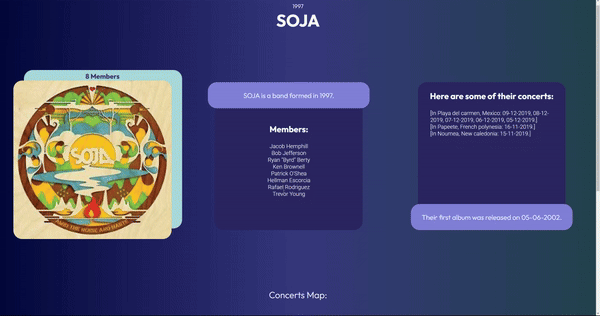 1997
SOJA
8 Members
SOJA
AMID THE NOISE AND HASTE
SOJA is a band formed in 1997.
Members:
Jacob Hemphill
Bob Jefferson
Ryan "Byrd" Berty
Ken Brownell
Patrick O'Shea
Hellman Escorcia
Rafael Rodriguez
Trevor Young
Here are some of their concerts:
[In Playa del carmen, Mexico: 09-12-2019, 08-12-
2019, 07-12-2019, 06-12-2019, 05-12-2019.]
[In Papeete, French polynesia: 16-11-2019.]
[In Noumea, New caledonia: 15-11-2019.]
Their first album was released on 05-06-2002.
Concerts Map: